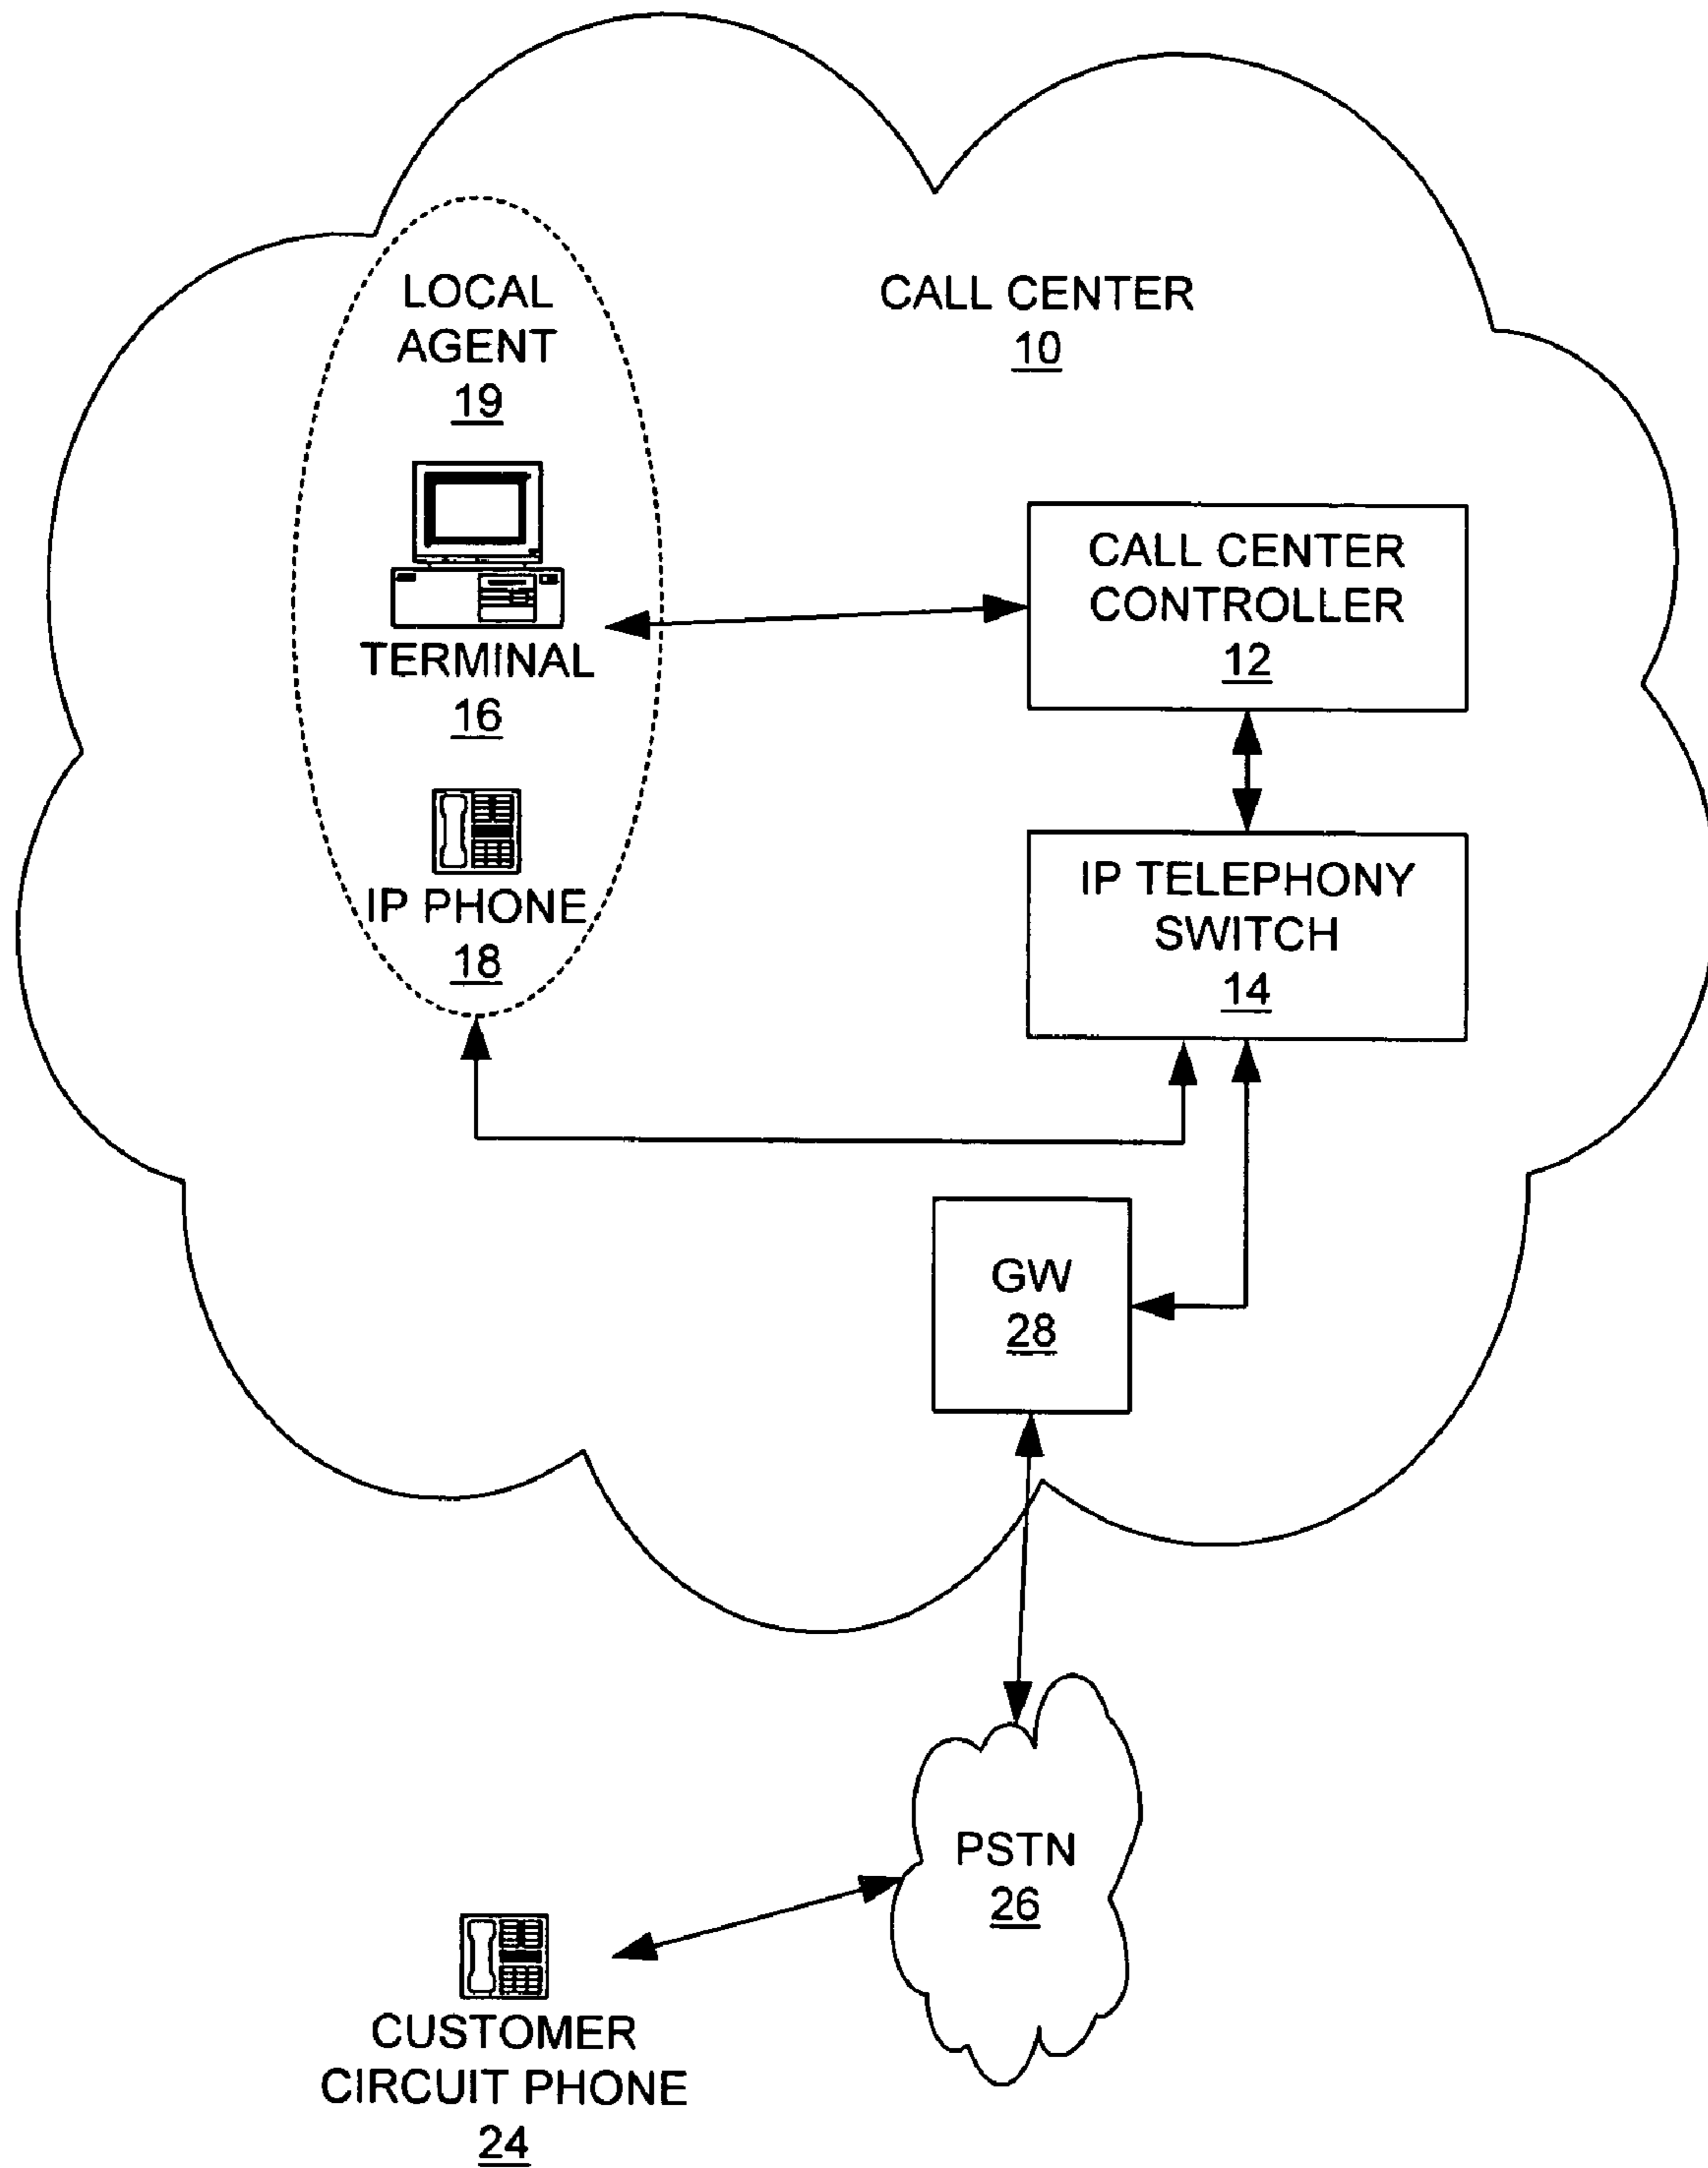 LOCAL
AGENT
19
CALL CENTER
10
TERMINAL
16
CALL CENTER
CONTROLLER
12
IP PHONE
18
IP TELEPHONY
SWITCH
14
GW
28
PSTN
26
CUSTOMER
CIRCUIT PHONE
24